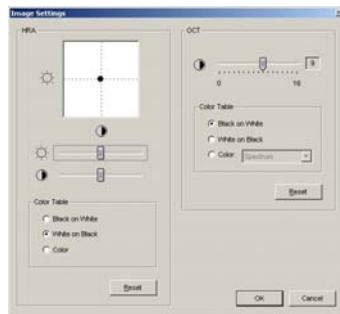 Image Settings
HRA
Color Table
Black on White
White on Black
Color
Reset
OCT
9
0 16
Color Table
Black on White
White on Black
Color: Spectrum
Reset
OK Cancel